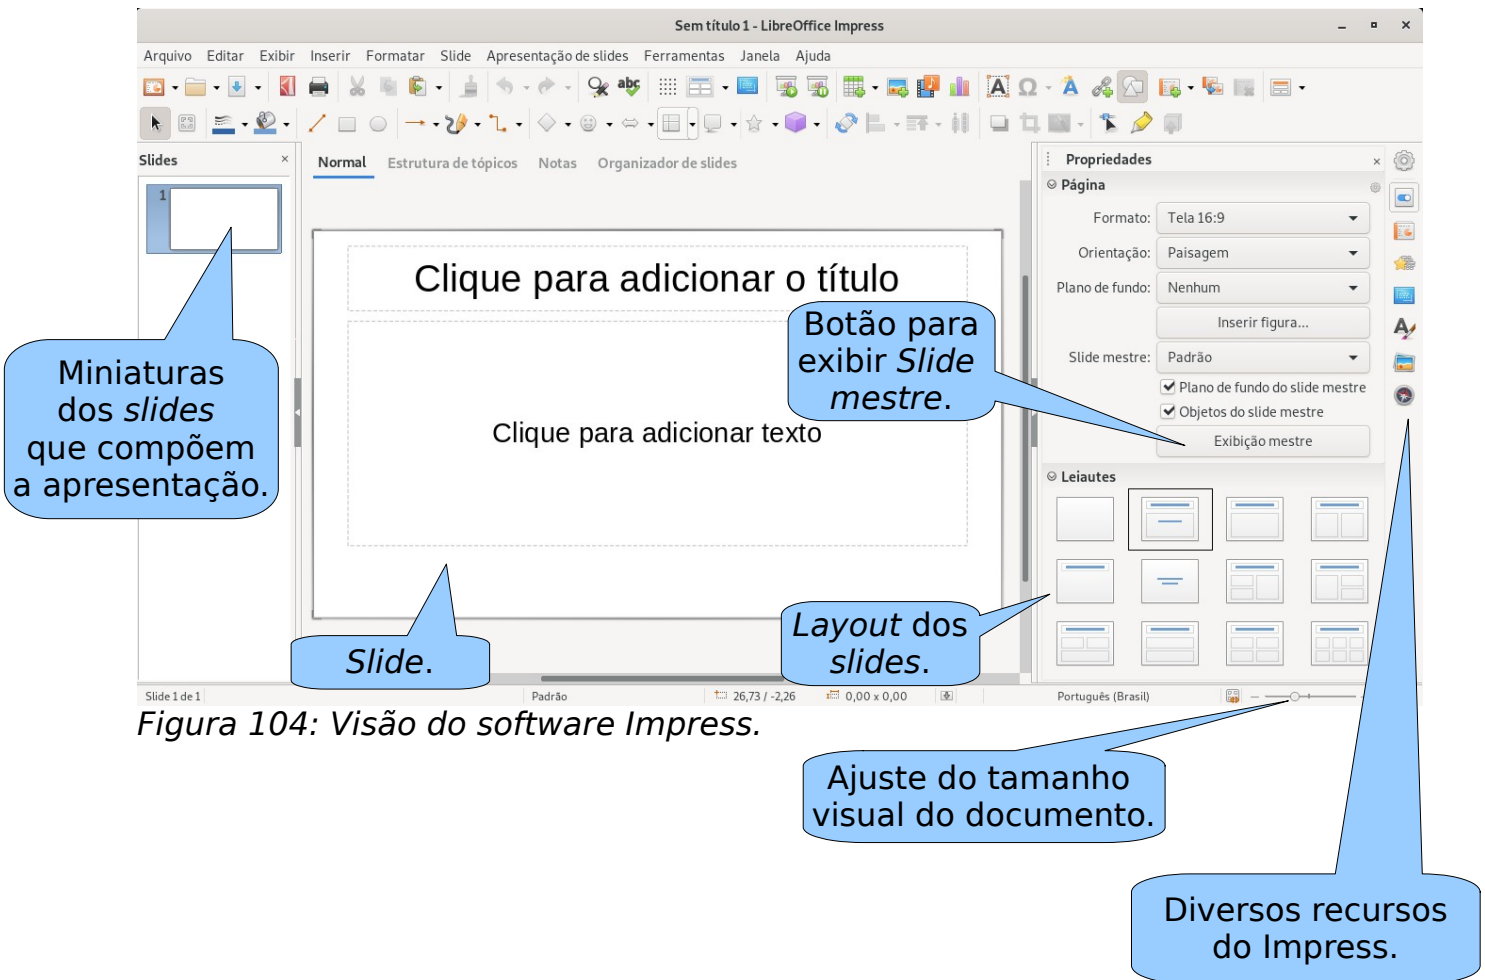 Sem título 1 - LibreOffice Impress
Arquivo Editar Exibir Inserir Formatar Slide Apresentação de slides Ferramentas Janela Ajuda
Slides
Normal Estrutura de tópicos Notas Organizador de slides
Propriedades
1
Página
Formato: Tela 16:9
Orientação: Paisagem
Plano de fundo: Nenhum
Inserir figura...
Slide mestre: Padrão
Plano de fundo do slide mestre
Objetos do slide mestre
Exibição mestre
Leiautes
Clique para adicionar o título
Clique para adicionar texto
Botão para
exibir Slide
mestre.
Miniaturas
dos slides
que compõem
a apresentação.
Slide.
Layout dos
slides.
Slide 1 de 1 Padrão 26,73 / -2,26 0,00 x 0,00 Português (Brasil)
Figura 104: Visão do software Impress.
Ajuste do tamanho
visual do documento.
Diversos recursos
do Impress.